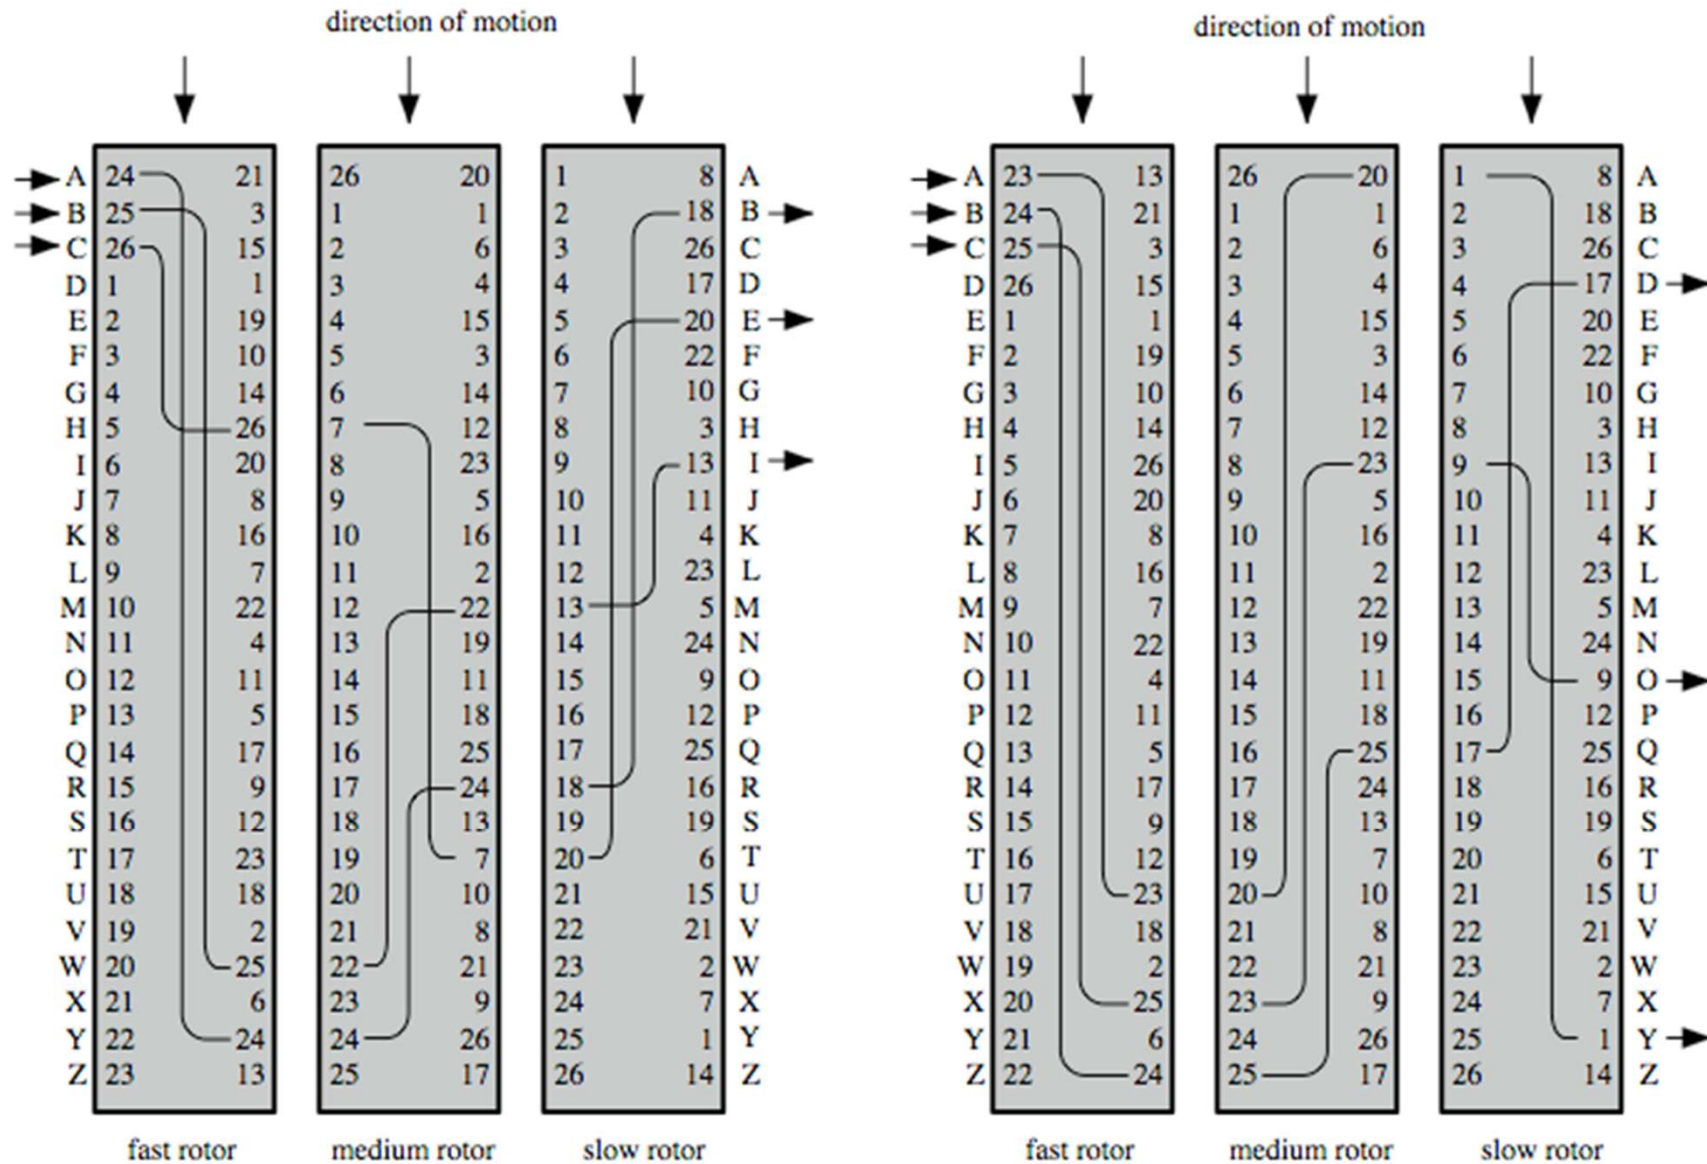 direction of motion direction of motion
A 24 21 26 20 1 8 A A 23 13 26 20 1 8 A
B 25 3 1 1 2 18 B B 24 21 1 1 2 18 B
C 26 15 2 6 3 26 C C 25 3 2 6 3 26 C
D 1 1 3 4 4 17 D D 26 15 3 4 4 17 D
E 2 19 4 15 5 20 E E 1 1 4 15 5 20 E
F 3 10 5 3 6 22 F F 2 19 5 3 6 22 F
G 4 14 6 14 7 10 G G 3 10 6 14 7 10 G
H 5 26 7 12 8 3 H H 4 14 7 12 8 3 H
I 6 20 8 23 9 13 I I 5 26 8 23 9 13 I
J 7 8 9 5 10 11 J J 6 20 9 5 10 11 J
K 8 16 10 16 11 4 K K 7 8 10 16 11 4 K
L 9 7 11 2 12 23 L L 8 16 11 2 12 23 L
M 10 22 12 22 13 5 M M 9 7 12 22 13 5 M
N 11 4 13 19 14 24 N N 10 22 13 19 14 24 N
O 12 11 14 11 15 9 O O 11 4 14 11 15 9 O
P 13 5 15 18 16 12 P P 12 11 15 18 16 12 P
Q 14 17 16 25 17 25 Q Q 13 5 16 25 17 25 Q
R 15 9 17 24 18 16 R R 14 17 17 24 18 16 R
S 16 12 18 13 19 19 S S 15 9 18 13 19 19 S
T 17 23 19 7 20 6 T T 16 12 19 7 20 6 T
U 18 18 20 10 21 15 U U 17 23 20 10 21 15 U
V 19 2 21 8 22 21 V V 18 18 21 8 22 21 V
W 20 25 22 21 23 2 W W 19 2 22 21 23 2 W
X 21 6 23 9 24 7 X X 20 25 23 9 24 7 X
Y 22 24 24 26 25 1 Y Y 21 6 24 26 25 1 Y
Z 23 13 25 17 26 14 Z Z 22 24 25 17 26 14 Z
fast rotor medium rotor slow rotor fast rotor medium rotor slow rotor